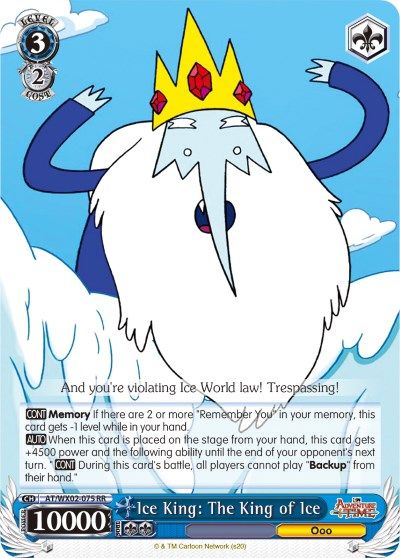 LEVEL
3
2
COST
And you're violating Ice World law! Trespassing!
CONT Memory If there are 2 or more "Remember You" in your memory, this
card gets -1 level while in your hand.
AUTO When this card is placed on the stage from your hand, this card gets
+4500 power and the following ability until the end of your opponent's
next turn. "CONT During this card's battle, all players cannot play "Backup" from
their hand."
CH AT/WX02-075 RR
Ice King: The King of Ice
POWER
10000
Ooo
ADVENTURE TIME
© & TM Cartoon Network (s20)